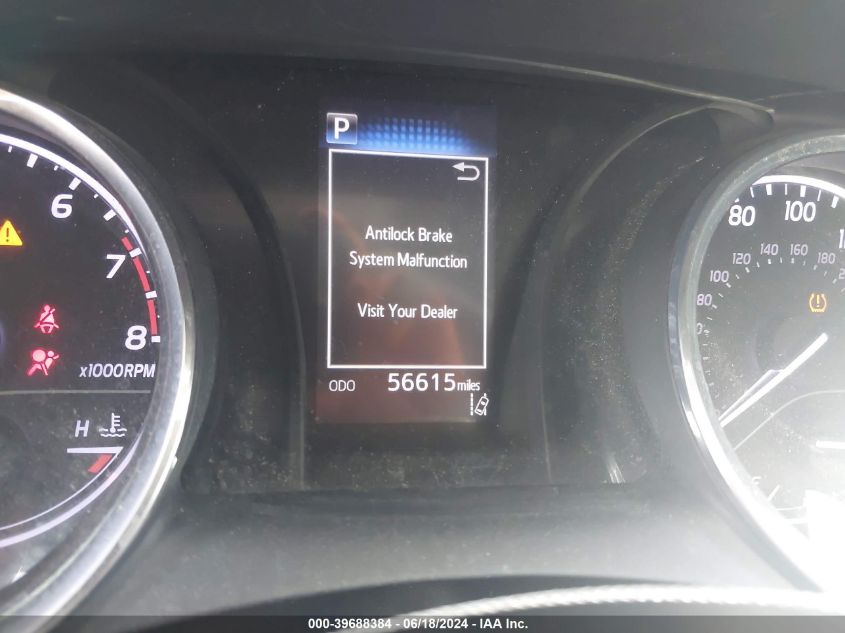 P
Antilock Brake
System Malfunction
Visit Your Dealer
ODO 56615 miles
6
7
8
x1000RPM
H
80 100
100 120 140 160 180
80
000-39688384 - 06/18/2024 - IAA Inc.